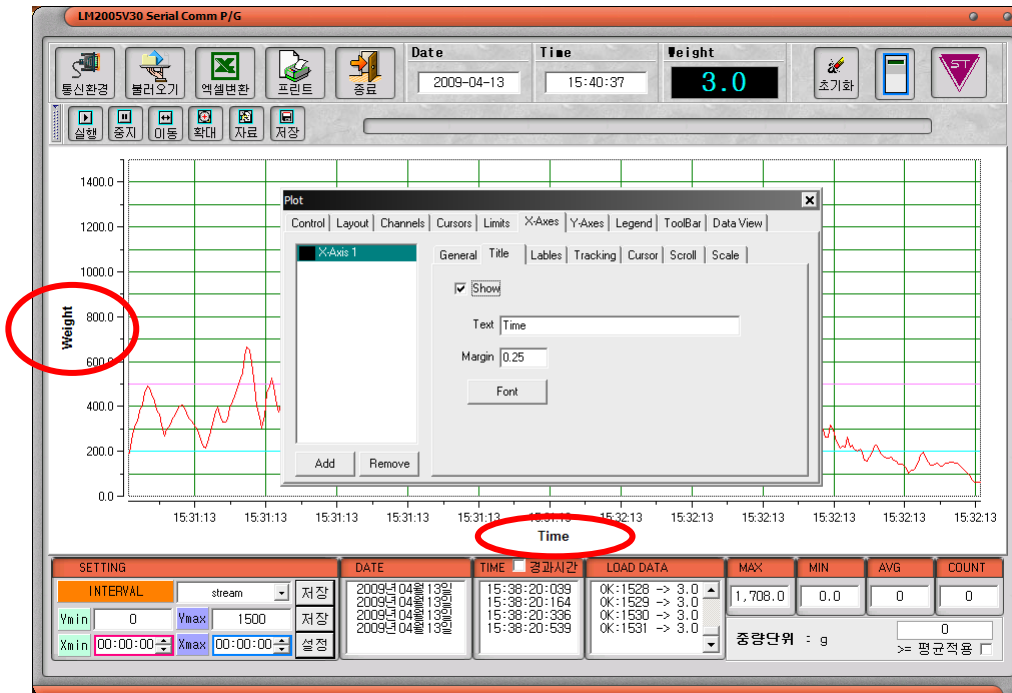 LM2005V30 Serial Comm P/G
통신환경 불러오기 엑셀변환 프린트 종료
Date Time Weight
2009-04-13 15:40:37 3.0
초기화 ST
실행 중지 이동 확대 자료 저장
1400.0
1200.0
1000.0
800.0
600.0
400.0
200.0
0.0
Weight
Plot
Control Layout Channels Cursors Limits X-Axes Y-Axes Legend ToolBar Data View
X-Axis 1
General Title Lables Tracking Cursor Scroll Scale
Show
Text Time
Margin 0.25
Font
Add Remove
15:31:13 15:31:13 15:31:13 15:31:13 15:31:13 15:31:13 15:32:13 15:32:13 15:32:13 15:32:13 15:32:13 15:32:13
Time
SETTING DATE TIME 경과시간 LOAD DATA MAX MIN AVG COUNT
INTERVAL stream 저장
Ymin 0 Ymax 1500 저장
Xmin 00:00:00 Xmax 00:00:00 설정
2009년04월13일 15:38:20:039 OK:1528 -> 3.0
2009년04월13일 15:38:20:164 OK:1529 -> 3.0
2009년04월13일 15:38:20:336 OK:1530 -> 3.0
2009년04월13일 15:38:20:539 OK:1531 -> 3.0
1,708.0 0.0 0 0
중량단위 : g
0
>= 평균적용